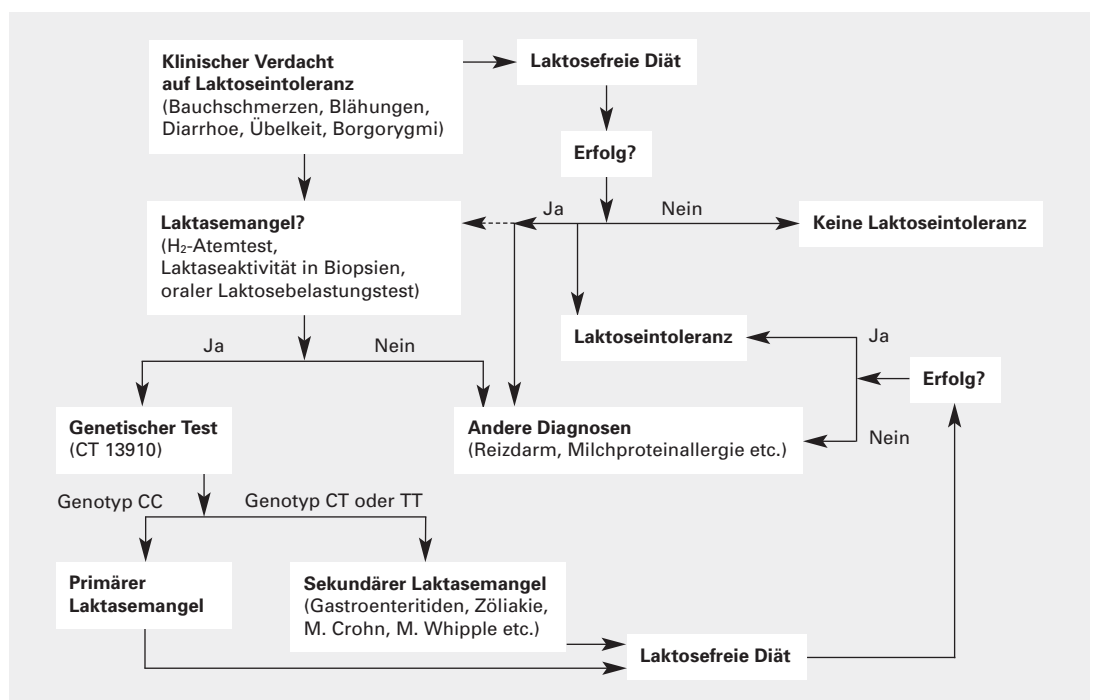 Klinischer Verdacht
auf Laktoseintoleranz
(Bauchschmerzen, Blähungen,
Diarrhoe, Übelkeit, Borgorygmi)
Laktosefreie Diät
Erfolg?
Ja
Nein
Keine Laktoseintoleranz
Laktasemangel?
(H₂-Atemtest,
Laktaseaktivität in Biopsien,
oraler Laktosebelastungstest)
Laktoseintoleranz
Ja
Erfolg?
Nein
Ja
Nein
Genetischer Test
(CT 13910)
Andere Diagnosen
(Reizdarm, Milchproteinallergie etc.)
Genotyp CC
Genotyp CT oder TT
Primärer
Laktasemangel
Sekundärer Laktasemangel
(Gastroenteritiden, Zöliakie,
M. Crohn, M. Whipple etc.)
Laktosefreie Diät